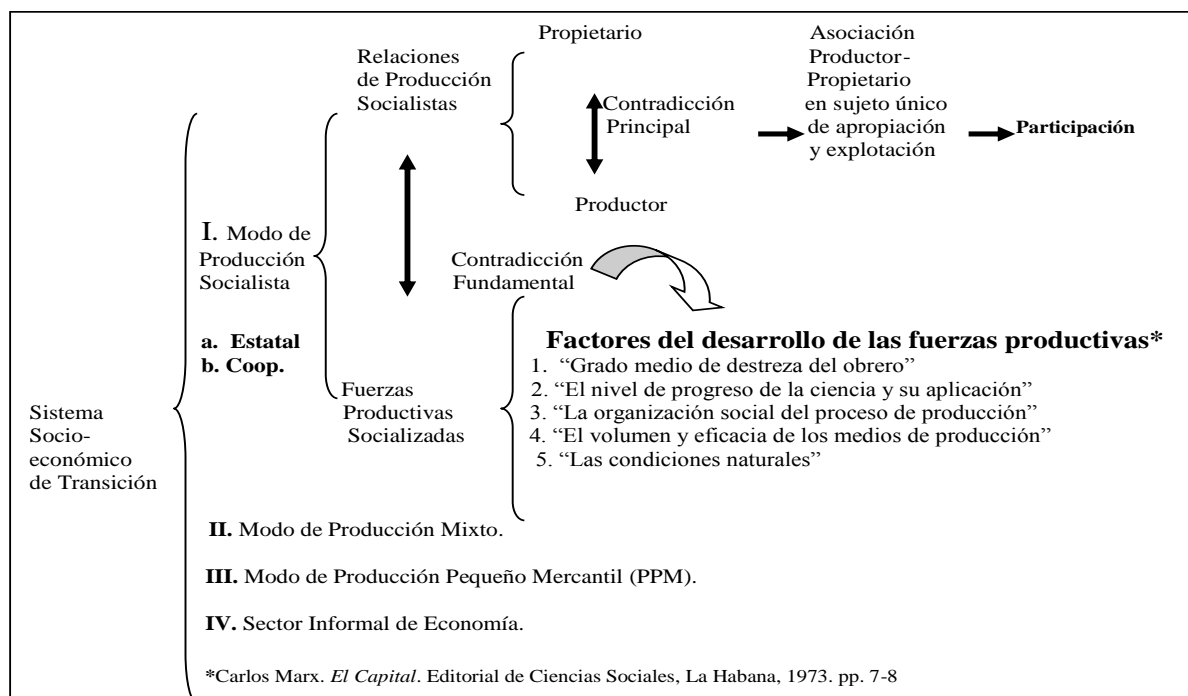 Propietario
Relaciones
de Producción
Socialistas
Contradicción
Principal
Productor
Asociación
Productor-
Propietario
en sujeto único
de apropiación
y explotación
Participación
I. Modo de
Producción
Socialista
a. Estatal
b. Coop.
Contradicción
Fundamental
Factores del desarrollo de las fuerzas productivas*
1. “Grado medio de destreza del obrero”
2. “El nivel de progreso de la ciencia y su aplicación”
3. “La organización social del proceso de producción”
4. “El volumen y eficacia de los medios de producción”
5. “Las condiciones naturales”
Fuerzas
Productivas
Socializadas
Sistema
Socio-
económico
de Transición
II. Modo de Producción Mixto.
III. Modo de Producción Pequeño Mercantil (PPM).
IV. Sector Informal de Economía.
*Carlos Marx. El Capital. Editorial de Ciencias Sociales, La Habana, 1973. pp. 7-8